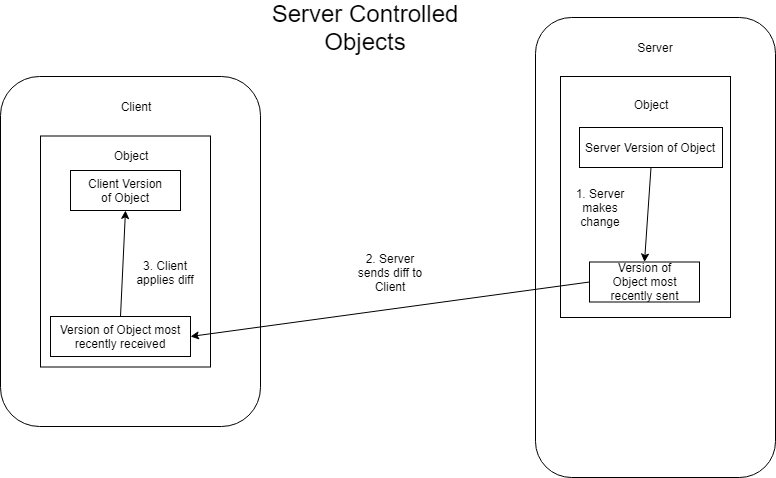 Server Controlled
Objects
Server
Client
Object
Object
Server Version of Object
Client Version
of Object
1. Server
makes
change
2. Server
sends diff to
Client
3. Client
applies diff
Version of
Object most
recently sent
Version of Object most
recently received